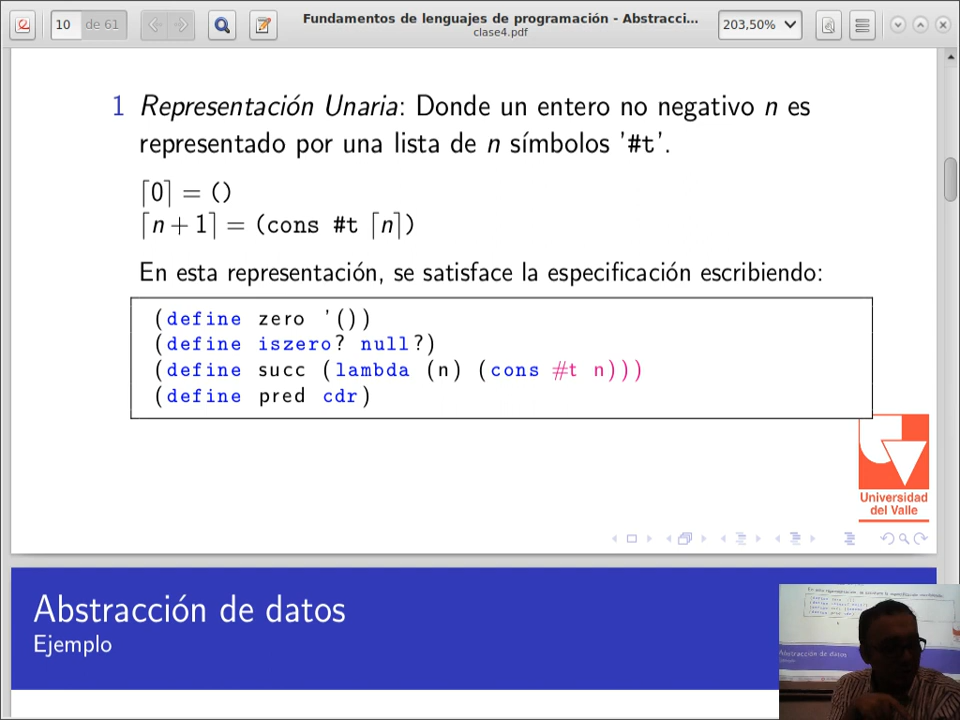 10 de 61
Fundamentos de lenguajes de programación - Abstracci...
clase4.pdf
203,50%
1 Representación Unaria: Donde un entero no negativo n es
representado por una lista de n símbolos '#t'.
⌈0⌉ = ()
⌈n + 1⌉ = (cons #t ⌈n⌉)
En esta representación, se satisface la especificación escribiendo:
(define zero '())
(define iszero? null?)
(define succ (lambda (n) (cons #t n)))
(define pred cdr)
Universidad
del Valle
Abstracción de datos
Ejemplo